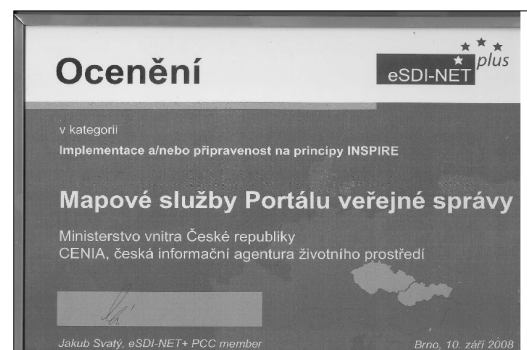 Ocenění
eSDI-NET plus
v kategorii
Implementace a/nebo připravenost na principy INSPIRE
Mapové služby Portálu veřejné správy
Ministerstvo vnitra České republiky
CENIA, česká informační agentura životního prostředí
Jakub Svatý, eSDI-NET+ PCC member
Brno, 10. září 2008